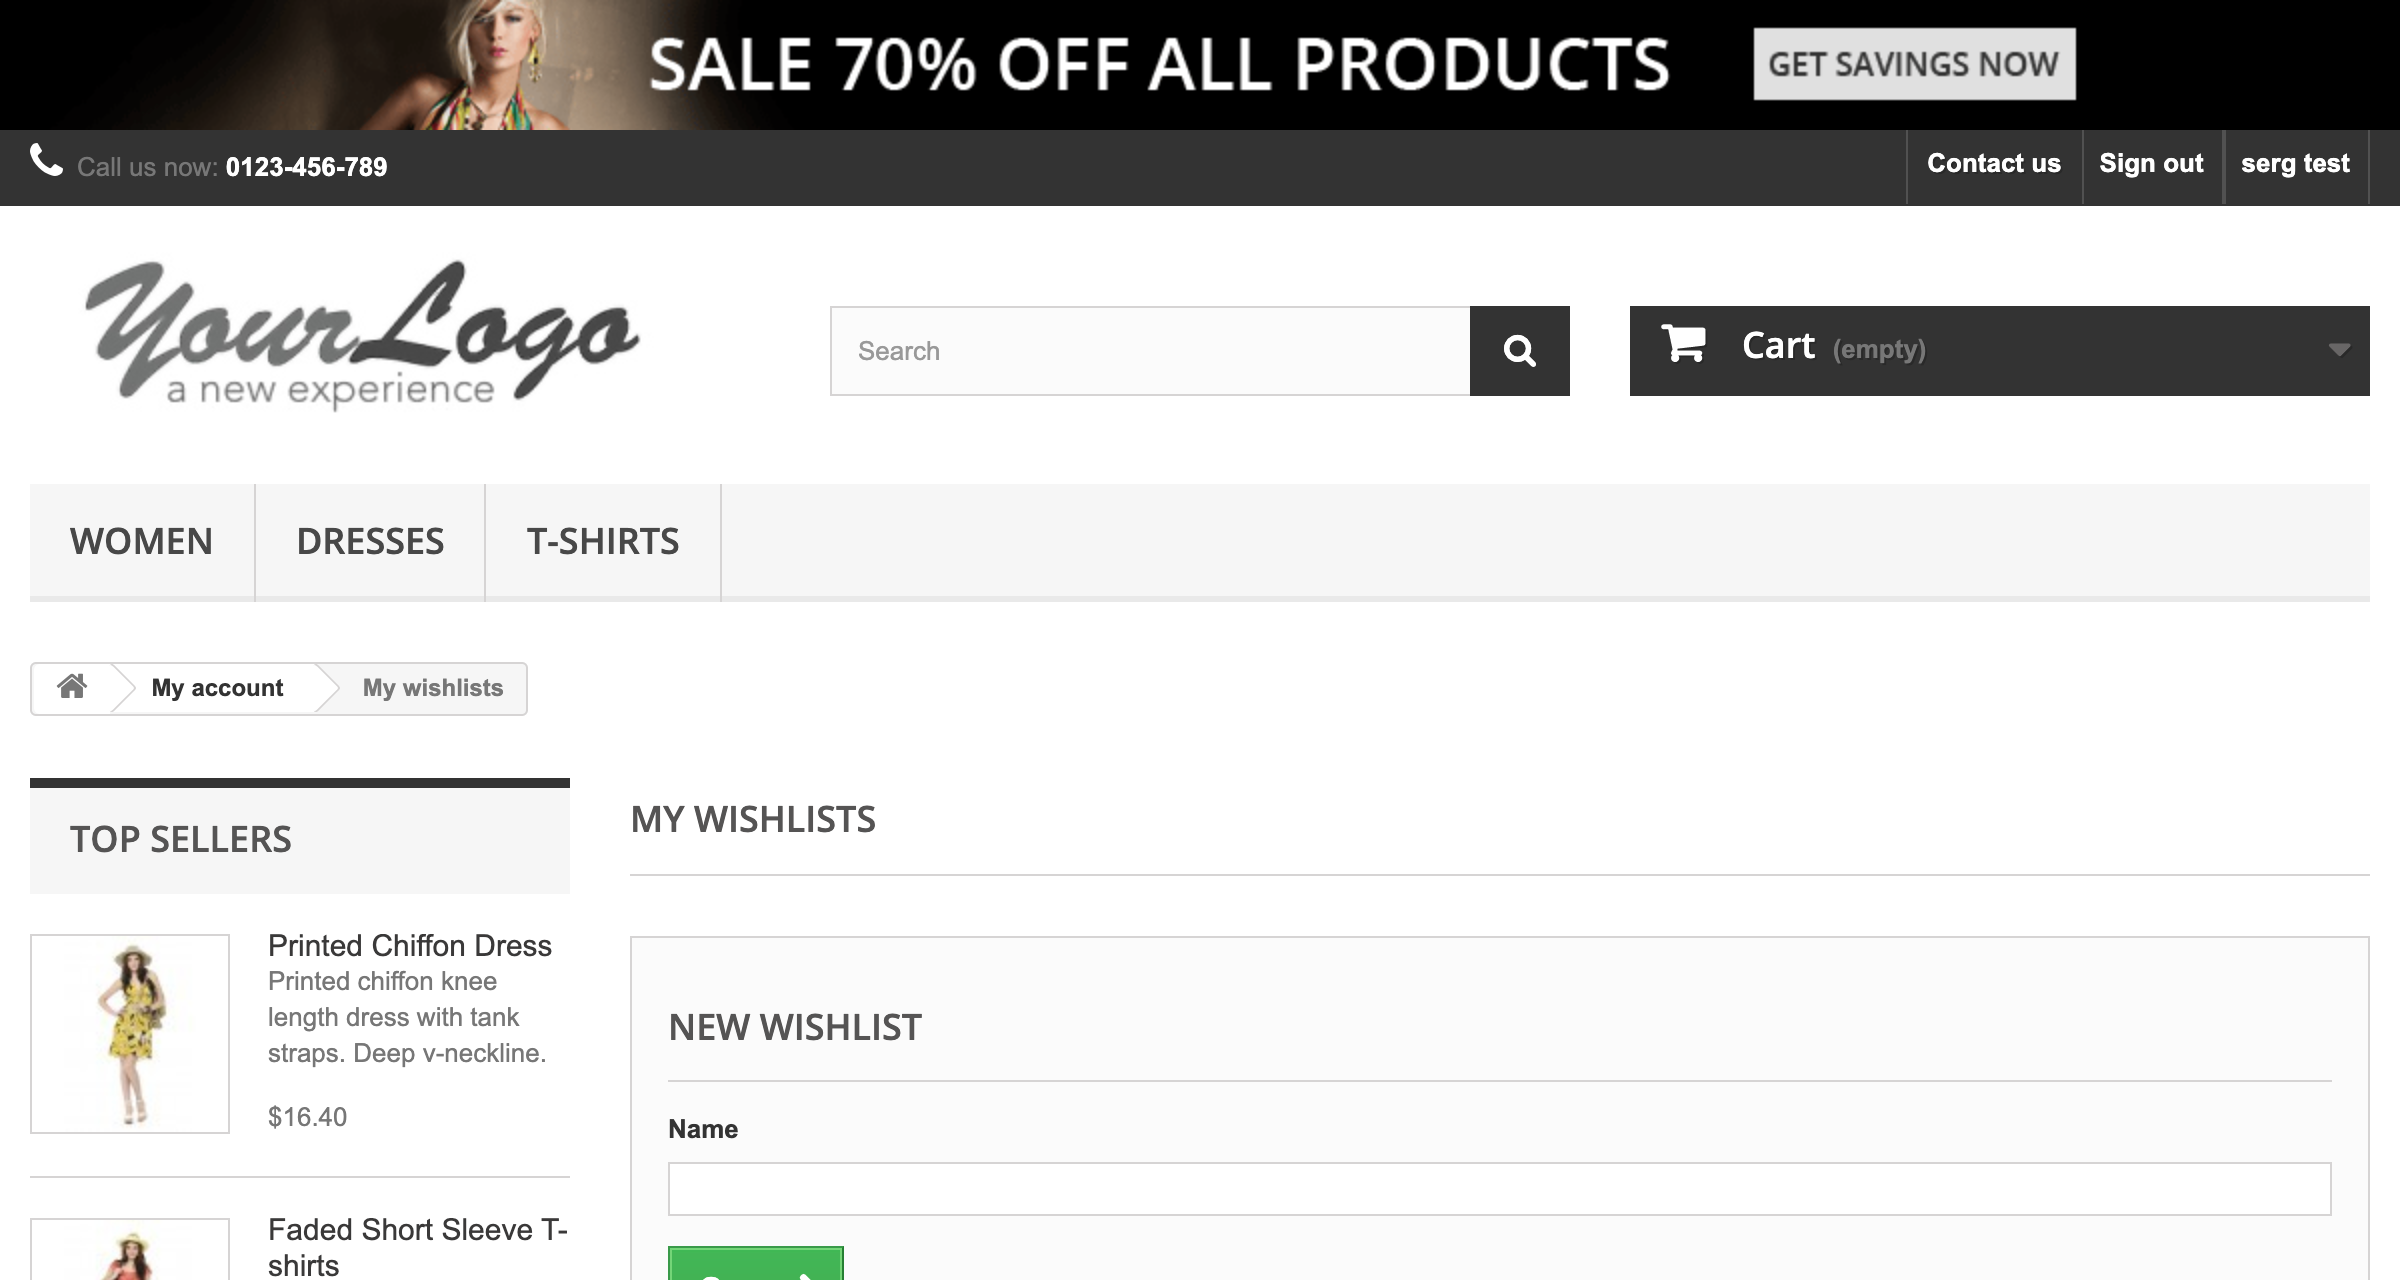 SALE 70% OFF ALL PRODUCTS
GET SAVINGS NOW
Call us now: 0123-456-789
Contact us
Sign out
serg test
YourLogo
a new experience
Search
Cart (empty)
WOMEN
DRESSES
T-SHIRTS
My account
My wishlists
TOP SELLERS
Printed Chiffon Dress
Printed chiffon knee
length dress with tank
straps. Deep v-neckline.
$16.40
Faded Short Sleeve T-
shirts
MY WISHLISTS
NEW WISHLIST
Name